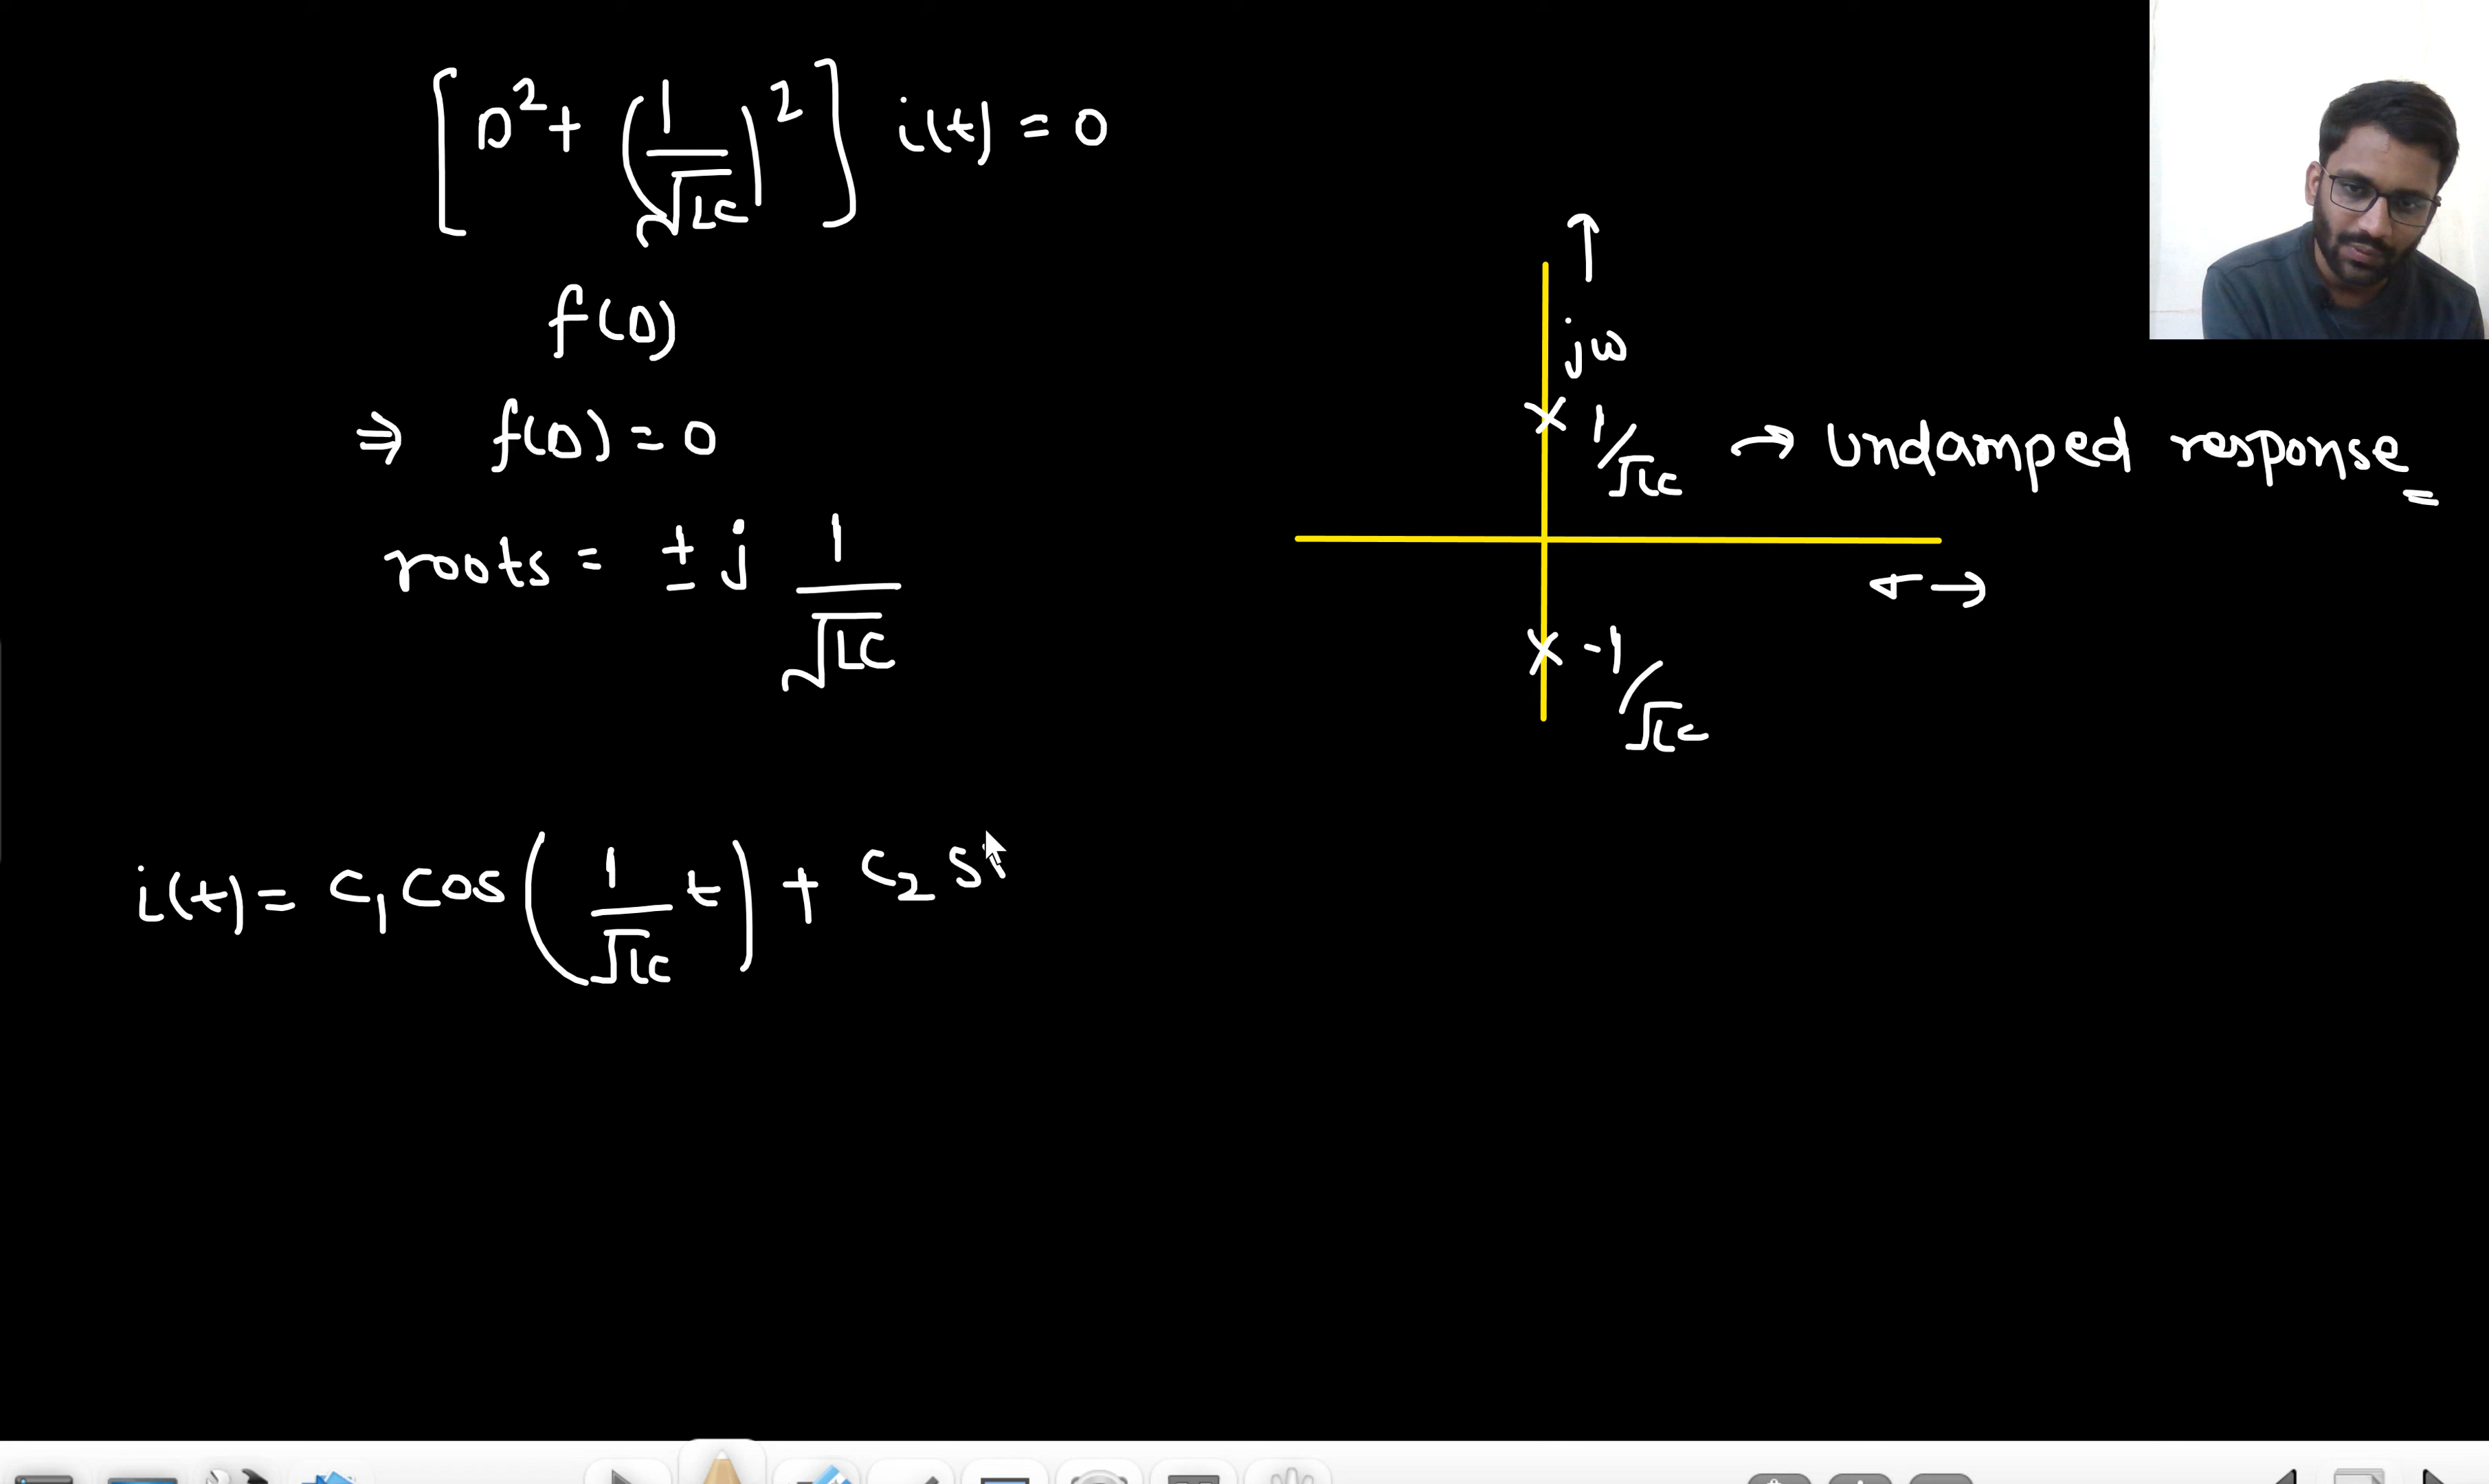 [D² + (1/√LC)²] i(t) = 0
f(D)
⇒ f(D) = 0
roots = ± j 1/√LC
i(t) = C₁ cos(1/√LC t) + C₂ si
↑
jω
× 1/√LC → Undamped response
← →
× -1/√LC